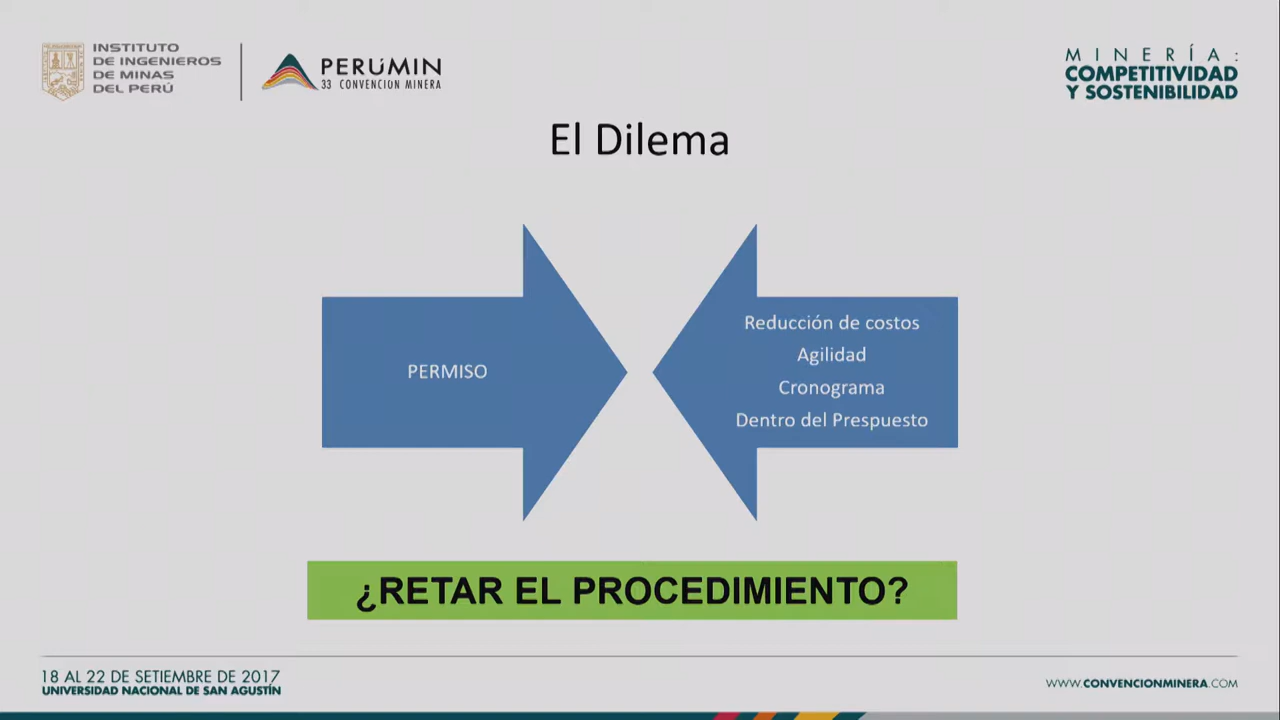 INSTITUTO
DE INGENIEROS
DE MINAS
DEL PERÚ
PERÚMIN
33 CONVENCION MINERA
MINERÍA:
COMPETITIVIDAD
Y SOSTENIBILIDAD
El Dilema
PERMISO
Reducción de costos
Agilidad
Cronograma
Dentro del Prespuesto
¿RETAR EL PROCEDIMIENTO?
18 AL 22 DE SETIEMBRE DE 2017
UNIVERSIDAD NACIONAL DE SAN AGUSTÍN
WWW.CONVENCIONMINERA.COM